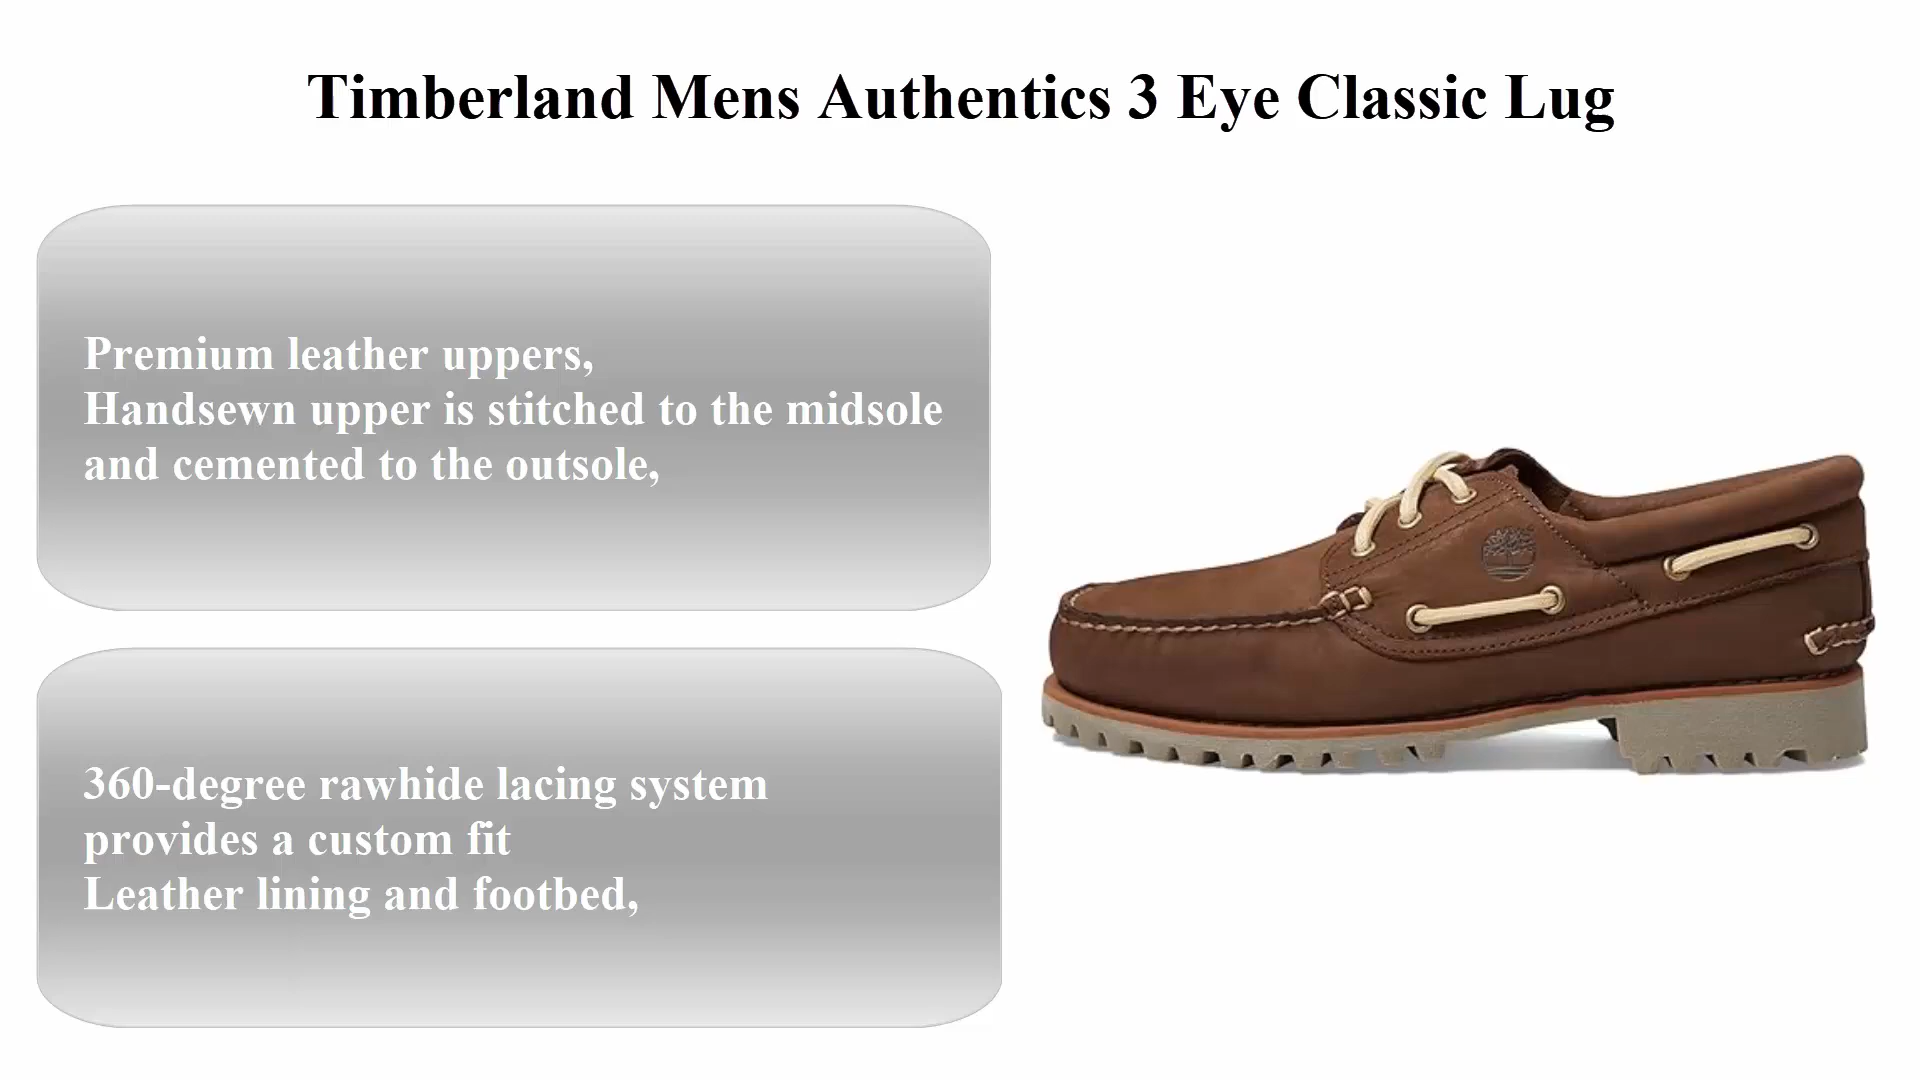 Timberland Mens Authentics 3 Eye Classic Lug
Premium leather uppers,
Handsewn upper is stitched to the midsole
and cemented to the outsole,
360-degree rawhide lacing system
provides a custom fit
Leather lining and footbed,